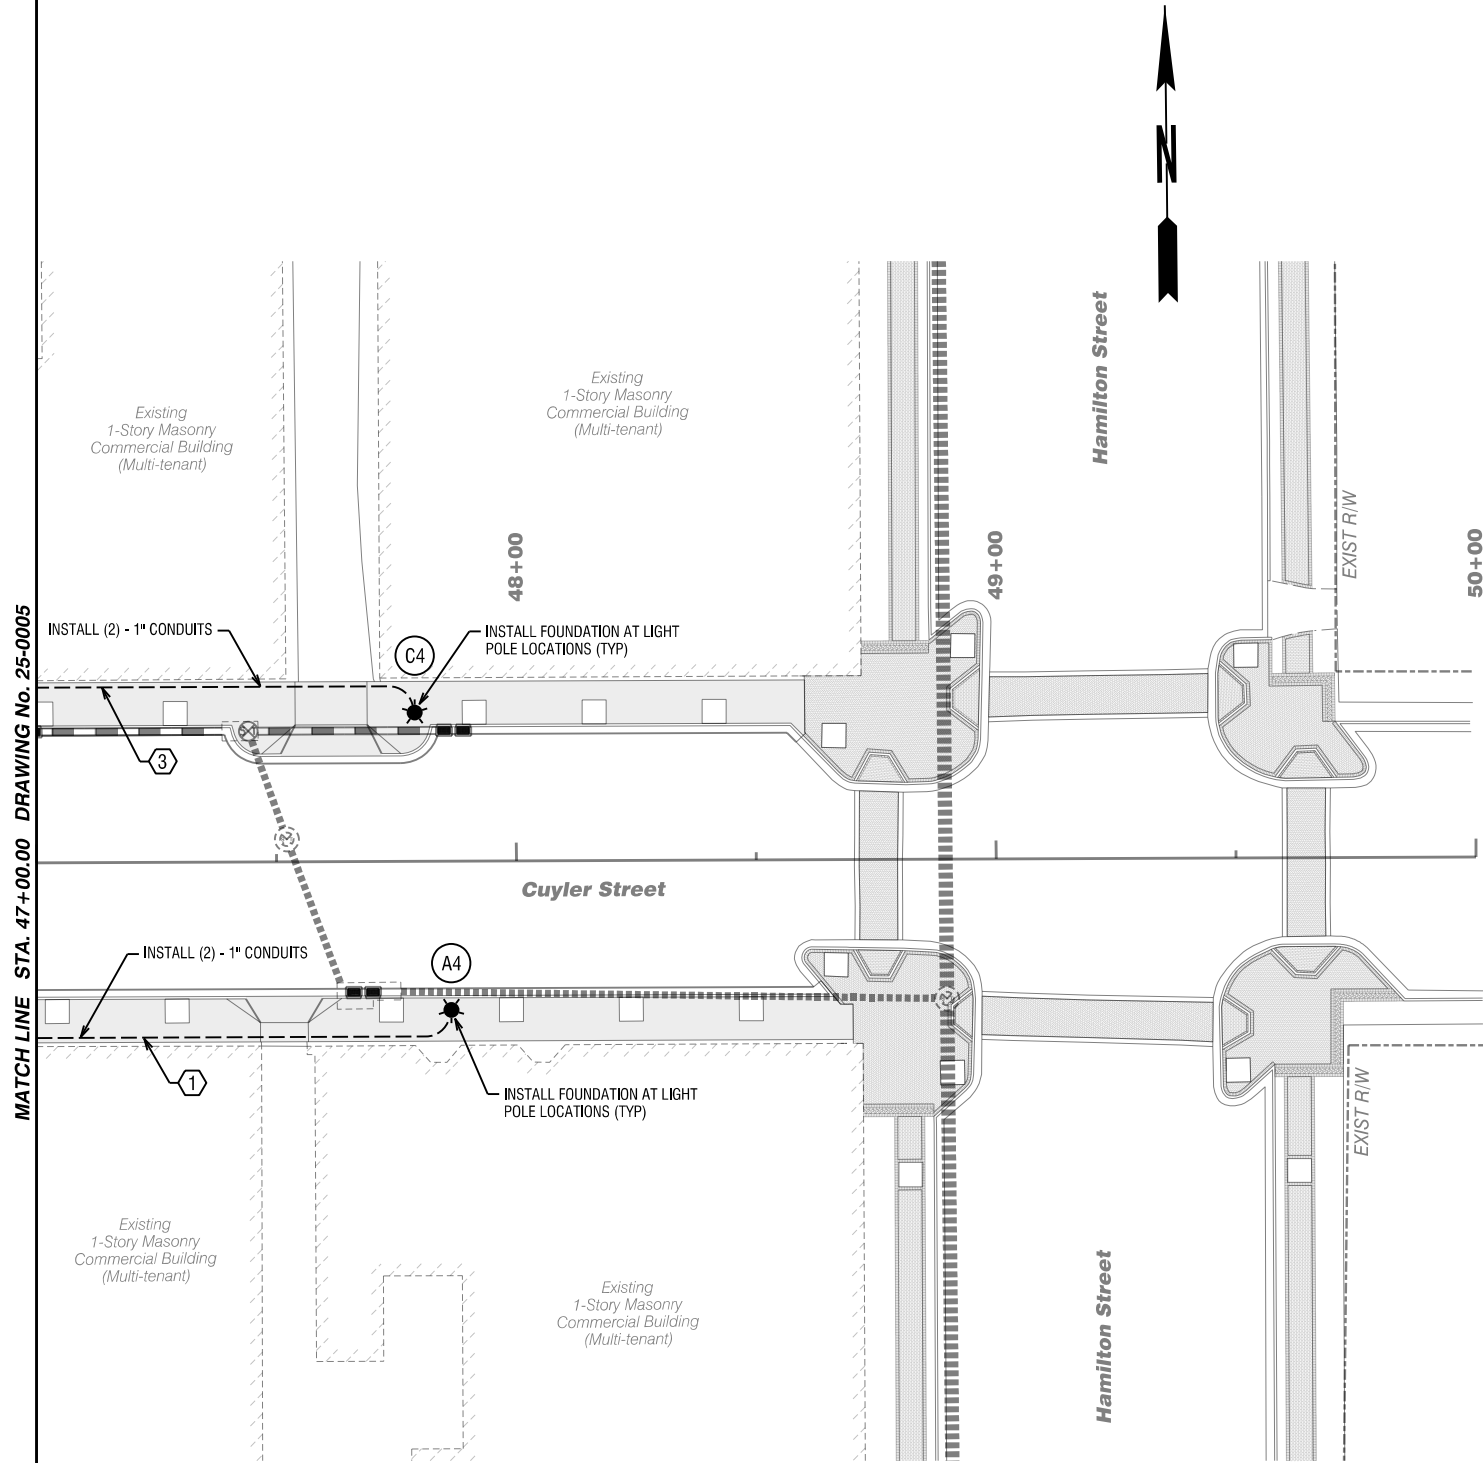 N
Hamilton Street
Existing
1-Story Masonry
Commercial Building
(Multi-tenant)
Existing
1-Story Masonry
Commercial Building
(Multi-tenant)
EXIST R/W
48+00
49+00
50+00
MATCH LINE STA. 47+00.00 DRAWING No. 25-0005
INSTALL (2) - 1" CONDUITS
C4
INSTALL FOUNDATION AT LIGHT
POLE LOCATIONS (TYP)
3
Cuyler Street
INSTALL (2) - 1" CONDUITS
A4
1
INSTALL FOUNDATION AT LIGHT
POLE LOCATIONS (TYP)
EXIST R/W
Existing
1-Story Masonry
Commercial Building
(Multi-tenant)
Existing
1-Story Masonry
Commercial Building
(Multi-tenant)
Hamilton Street